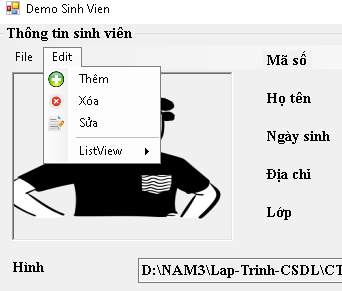 Demo Sinh Vien
Thông tin sinh viên
File Edit
Thêm
Xóa
Sửa
ListView
Mã số
Họ tên
Ngày sinh
Địa chỉ
Lớp
Hình
D:\NAM3\Lap-Trinh-CSDL\CT